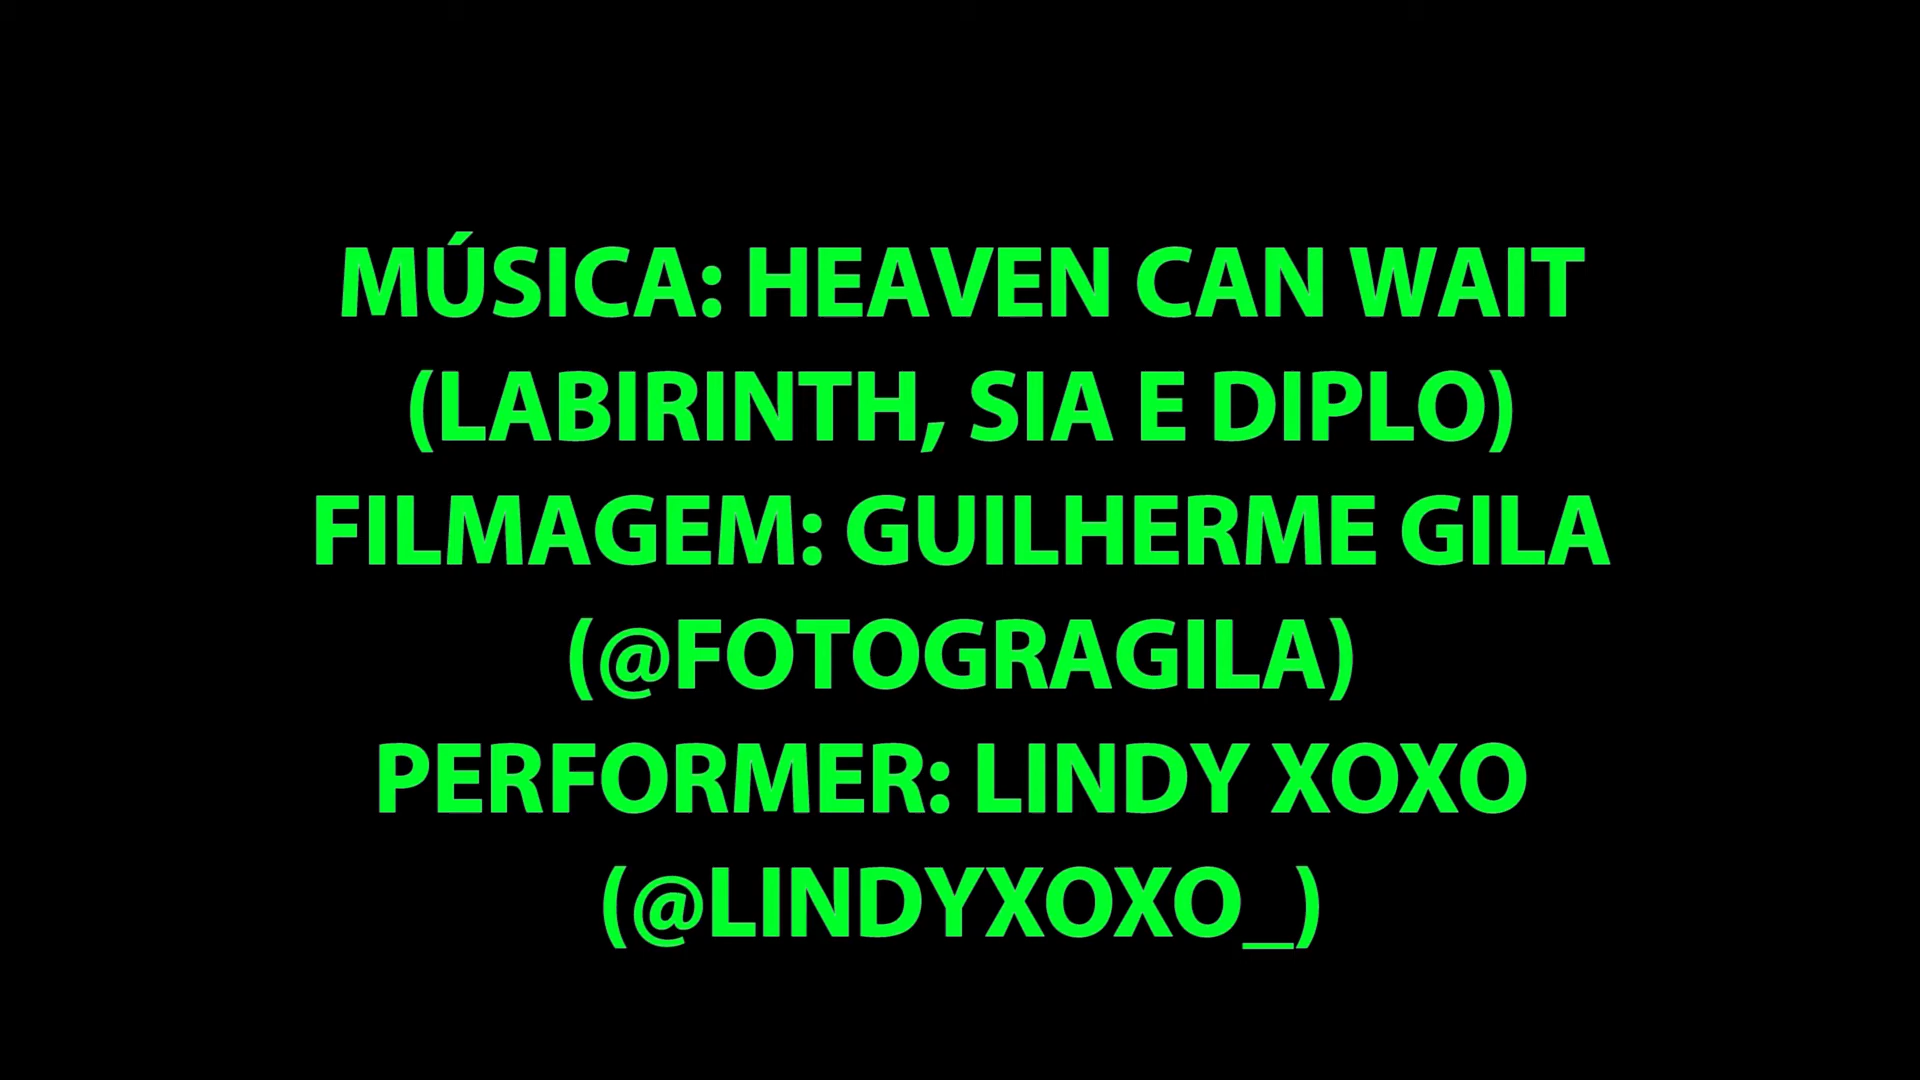 MÚSICA: HEAVEN CAN WAIT
(LABIRINTH, SIA E DIPLO)
FILMAGEM: GUILHERME GILA
(@FOTOGRAGILA)
PERFORMER: LINDY XOXO
(@LINDYXOXO_)